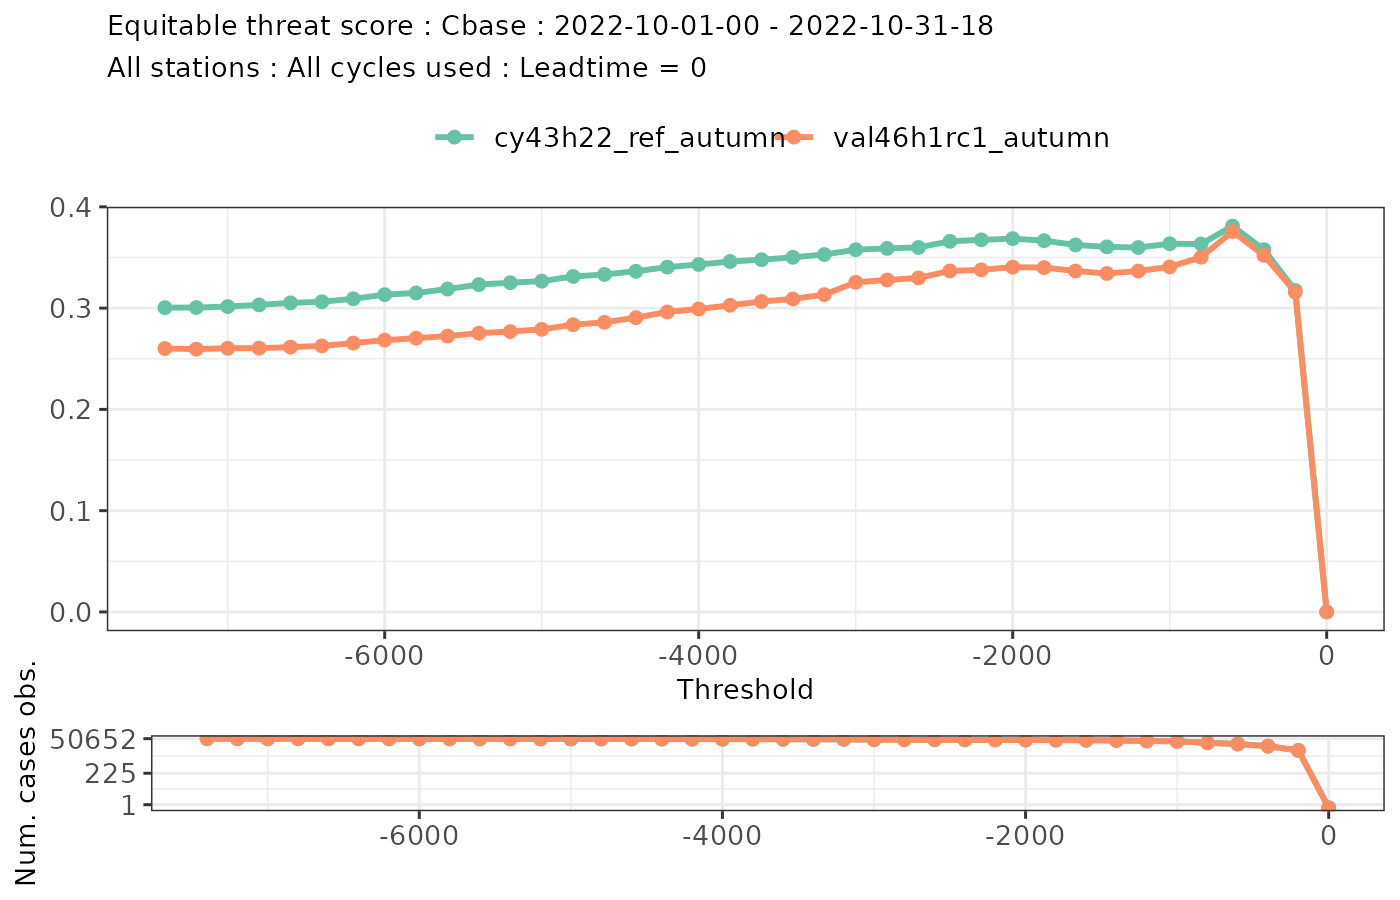 Equitable threat score : Cbase : 2022-10-01-00 - 2022-10-31-18
All stations : All cycles used : Leadtime = 0
cy43h22_ref_autumn val46h1rc1_autumn
0.4
0.3
0.2
0.1
0.0
-6000 -4000 -2000 0
Threshold
Num. cases obs.
50652
225
1
-6000 -4000 -2000 0